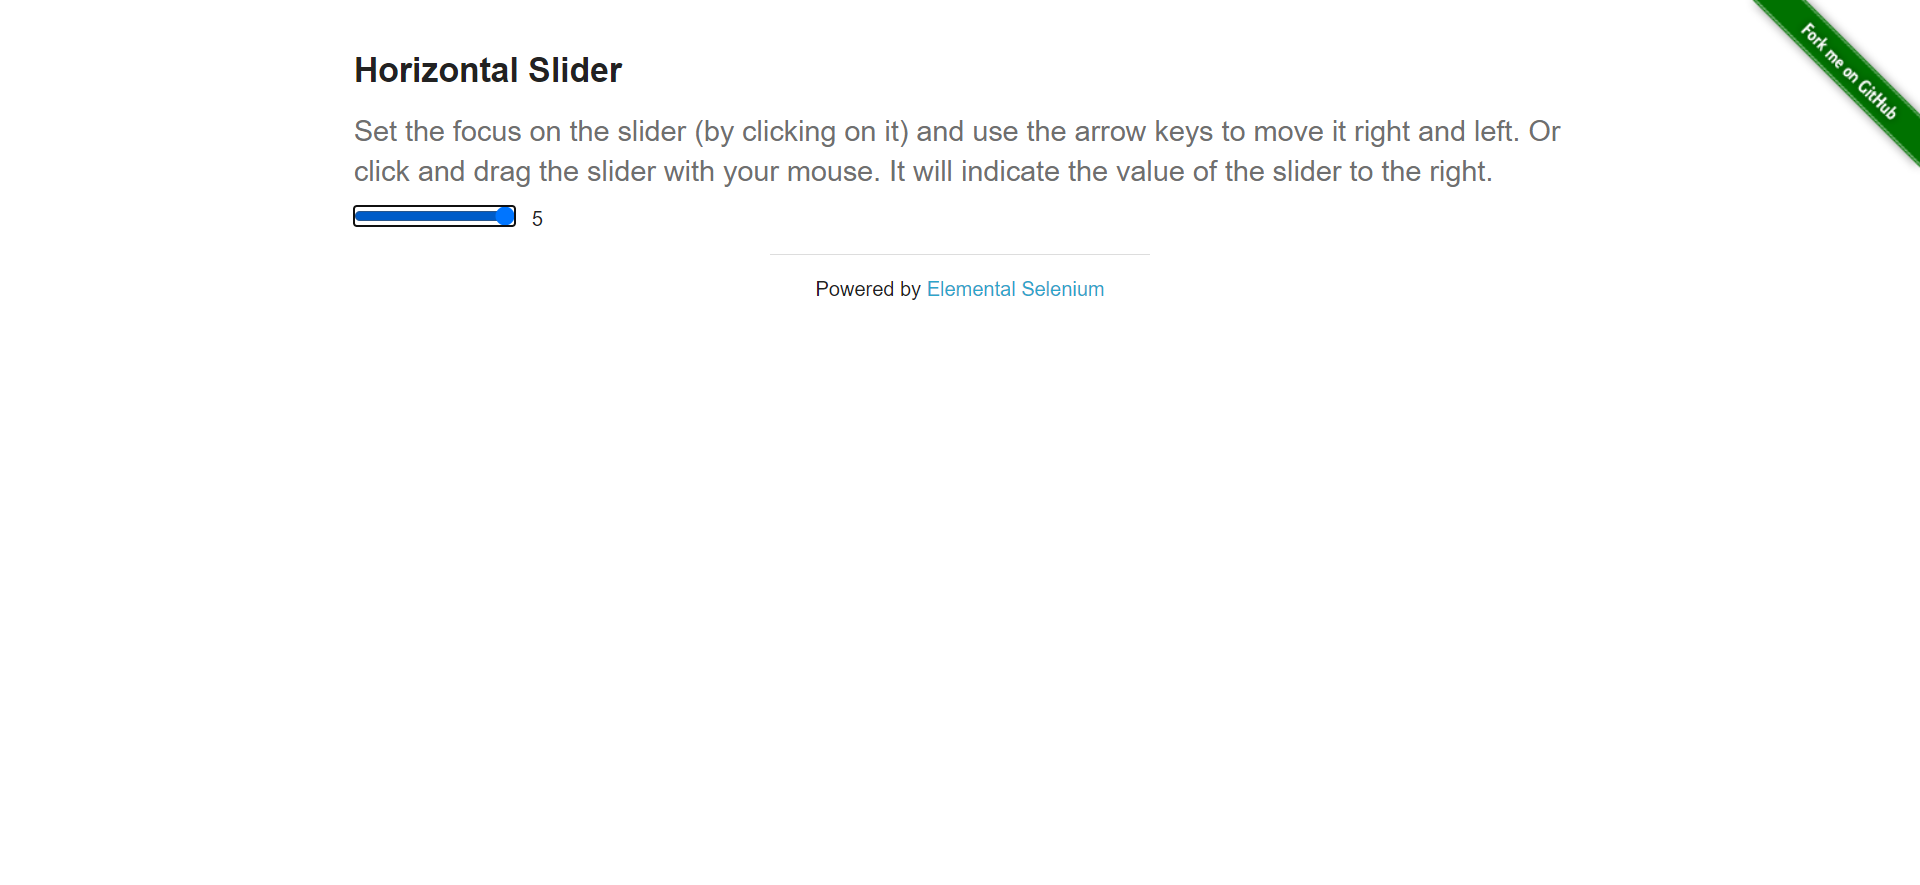 Fork me on GitHub
Horizontal Slider
Set the focus on the slider (by clicking on it) and use the arrow keys to move it right and left. Or
click and drag the slider with your mouse. It will indicate the value of the slider to the right.
5
Powered by Elemental Selenium